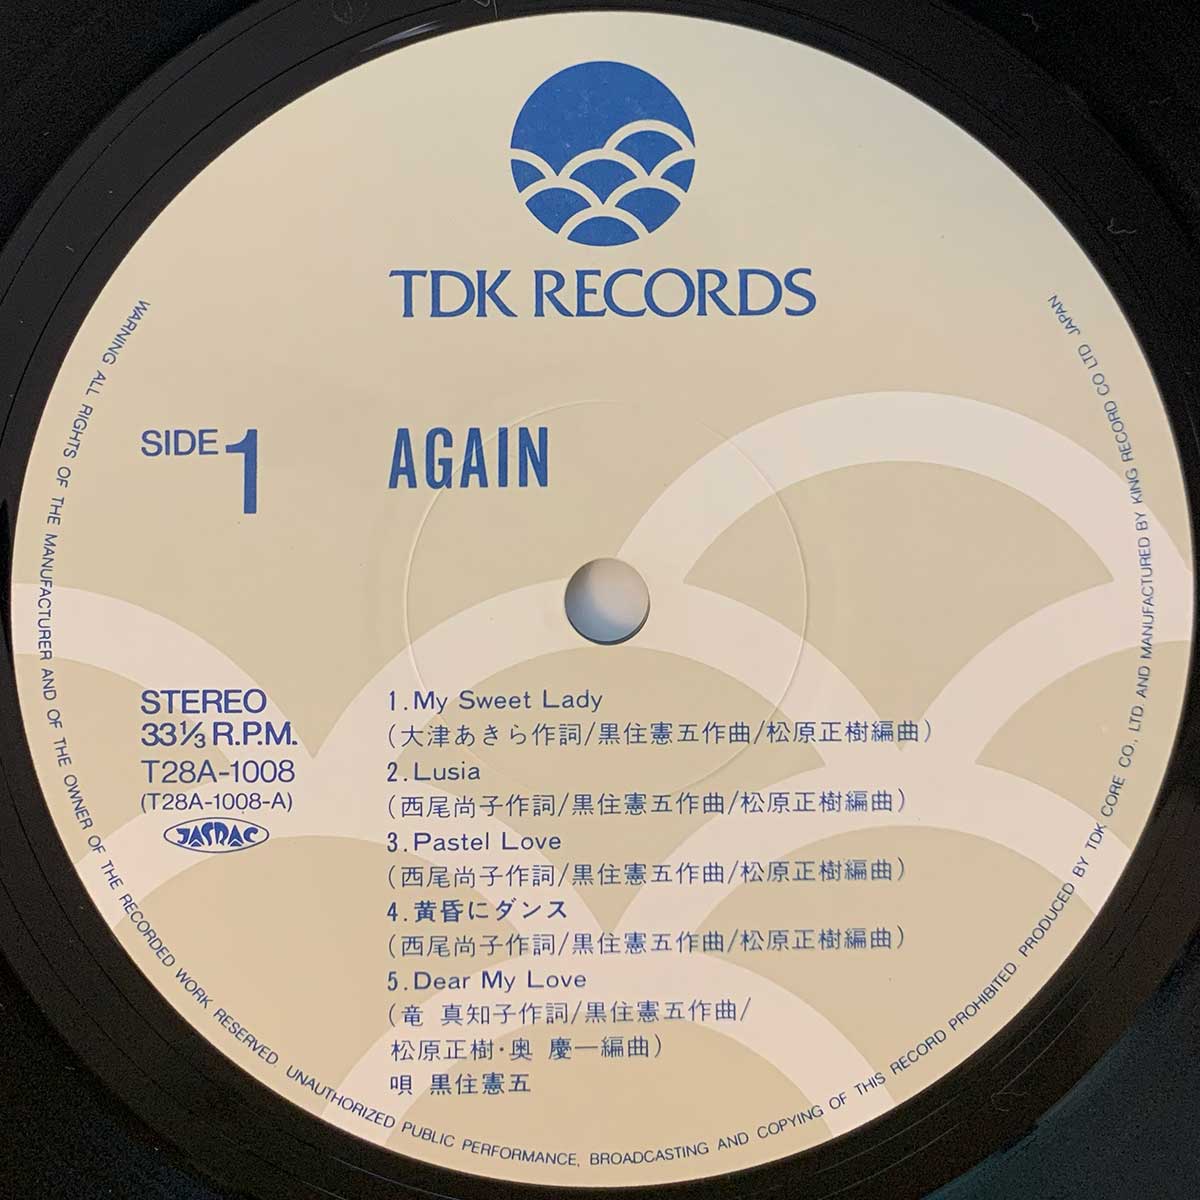 TDK RECORDS
SIDE 1
AGAIN
STEREO
33⅓ R.P.M.
T28A-1008
(T28A-1008-A)
JASRAC
1.My Sweet Lady
(大津あきら作詞/黒住憲五作曲/松原正樹編曲)
2.Lusia
(西尾尚子作詞/黒住憲五作曲/松原正樹編曲)
3.Pastel Love
(西尾尚子作詞/黒住憲五作曲/松原正樹編曲)
4.黄昏にダンス
(西尾尚子作詞/黒住憲五作曲/松原正樹編曲)
5.Dear My Love
(竜 真知子作詞/黒住憲五作曲/
松原正樹・奥 慶一編曲)
唄 黒住憲五
WARNING ALL RIGHTS OF THE MANUFACTURER AND OF THE OWNER OF THE RECORDED WORK RESERVED. UNAUTHORIZED PUBLIC PERFORMANCE, BROADCASTING AND COPYING OF THIS RECORD PROHIBITED. PRODUCED BY TDK CORE CO., LTD. AND MANUFACTURED BY KING RECORD CO LTD JAPAN